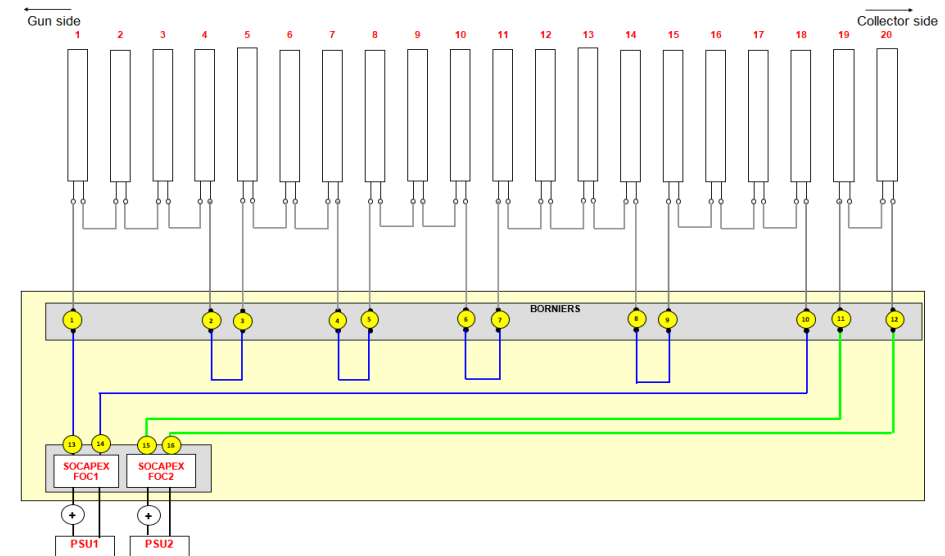 Gun side
Collector side
1 2 3 4 5 6 7 8 9 10 11 12 13 14 15 16 17 18 19 20
BORNIERS
1 2 3 4 5 6 7 8 9 10 11 12
13 14 15 16
SOCAPEX FOC1
SOCAPEX FOC2
+ +
PSU1 PSU2